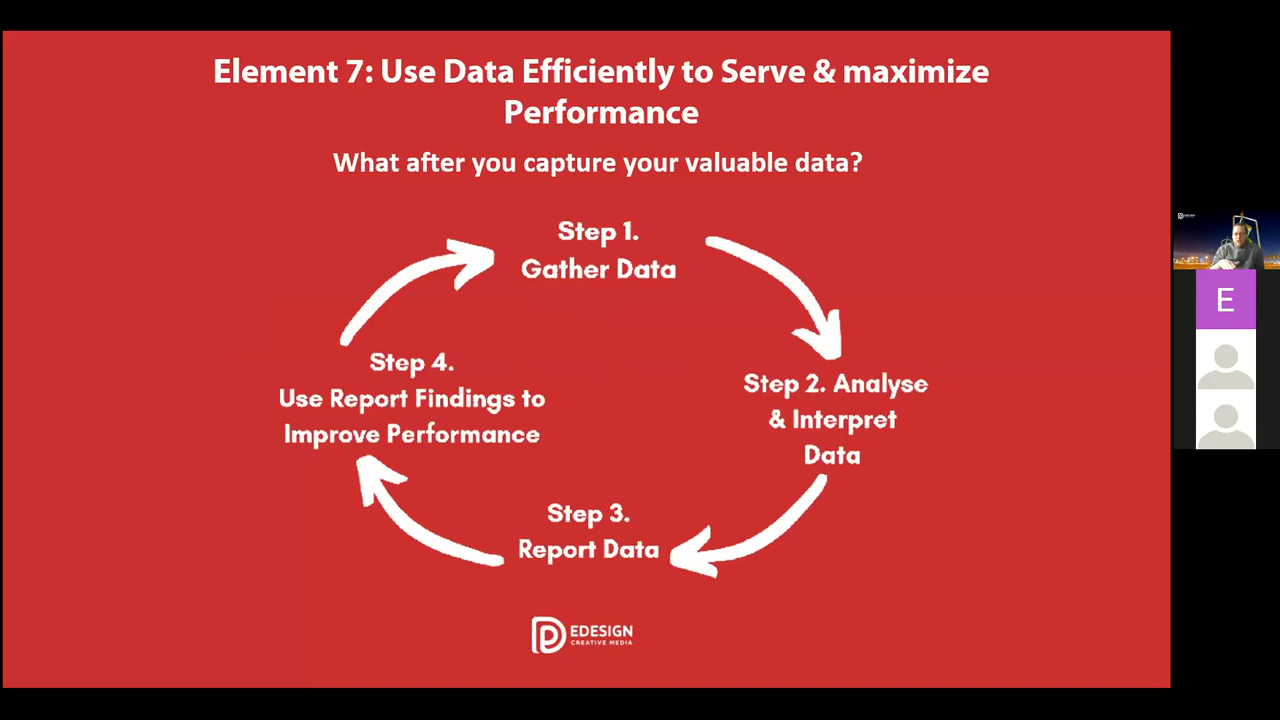 Element 7: Use Data Efficiently to Serve & maximize
Performance
What after you capture your valuable data?
Step 1.
Gather Data
Step 2. Analyse
& Interpret
Data
Step 3.
Report Data
Step 4.
Use Report Findings to
Improve Performance
EDESIGN
CREATIVE MEDIA
E